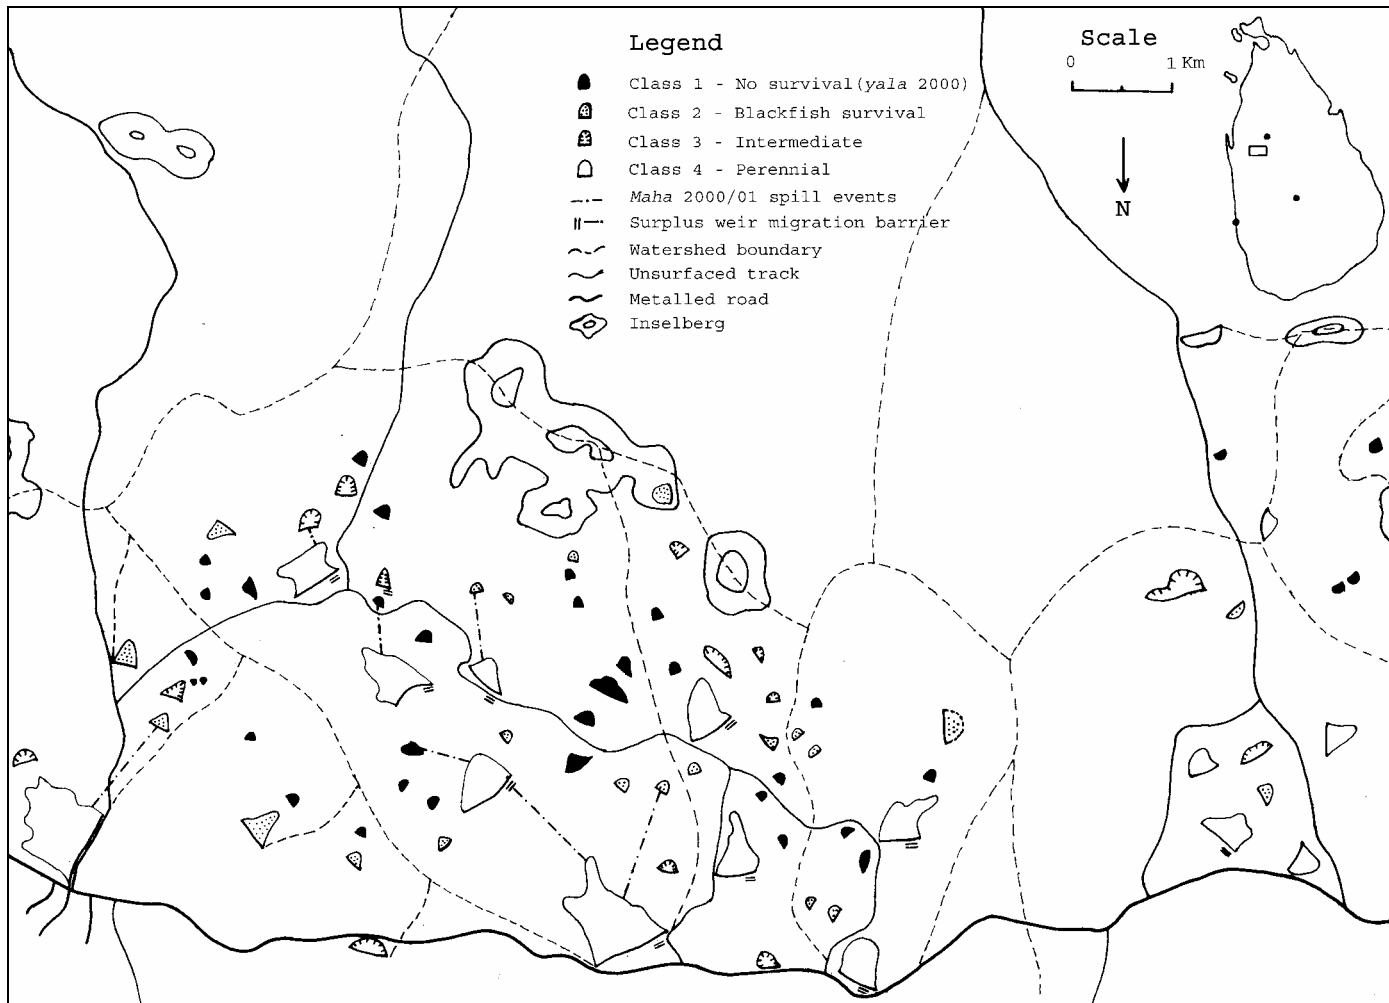 Legend
Class 1 - No survival(yala 2000)
Class 2 - Blackfish survival
Class 3 - Intermediate
Class 4 - Perennial
Maha 2000/01 spill events
Surplus weir migration barrier
Watershed boundary
Unsurfaced track
Metalled road
Inselberg
Scale
0 1 Km
N